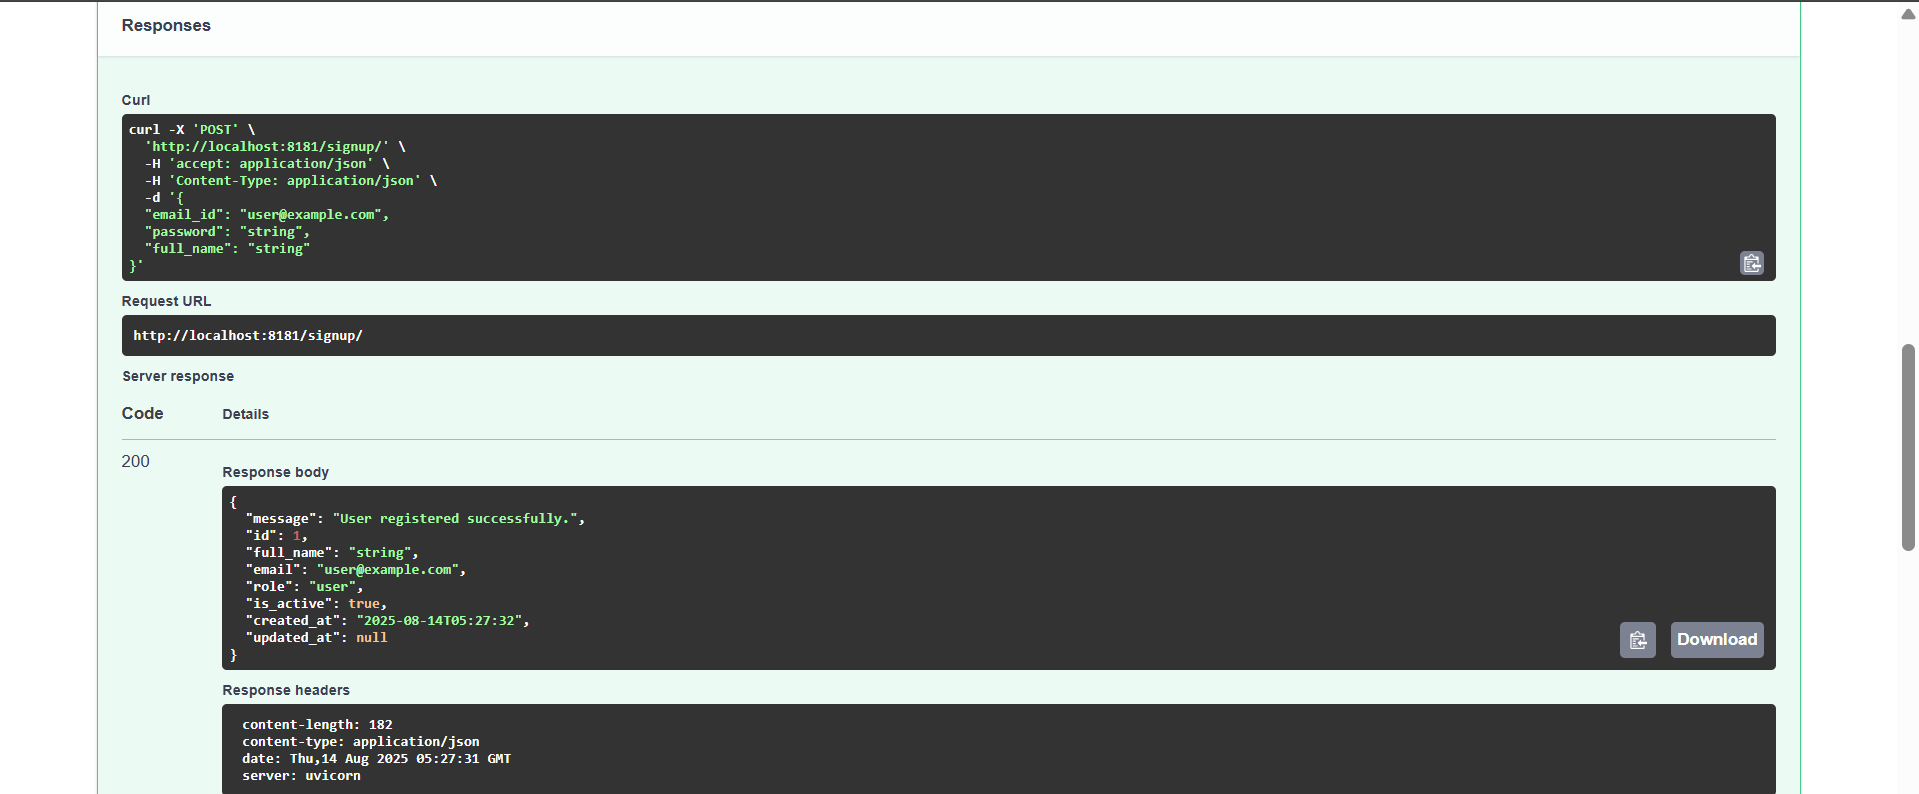 Responses
Curl
curl -X 'POST' \
  'http://localhost:8181/signup/' \
  -H 'accept: application/json' \
  -H 'Content-Type: application/json' \
  -d '{
  "email_id": "user@example.com",
  "password": "string",
  "full_name": "string"
}'
Request URL
http://localhost:8181/signup/
Server response
Code Details
200
Response body
{
  "message": "User registered successfully.",
  "id": 1,
  "full_name": "string",
  "email": "user@example.com",
  "role": "user",
  "is_active": true,
  "created_at": "2025-08-14T05:27:32",
  "updated_at": null
}
Download
Response headers
content-length: 182
content-type: application/json
date: Thu,14 Aug 2025 05:27:31 GMT
server: uvicorn